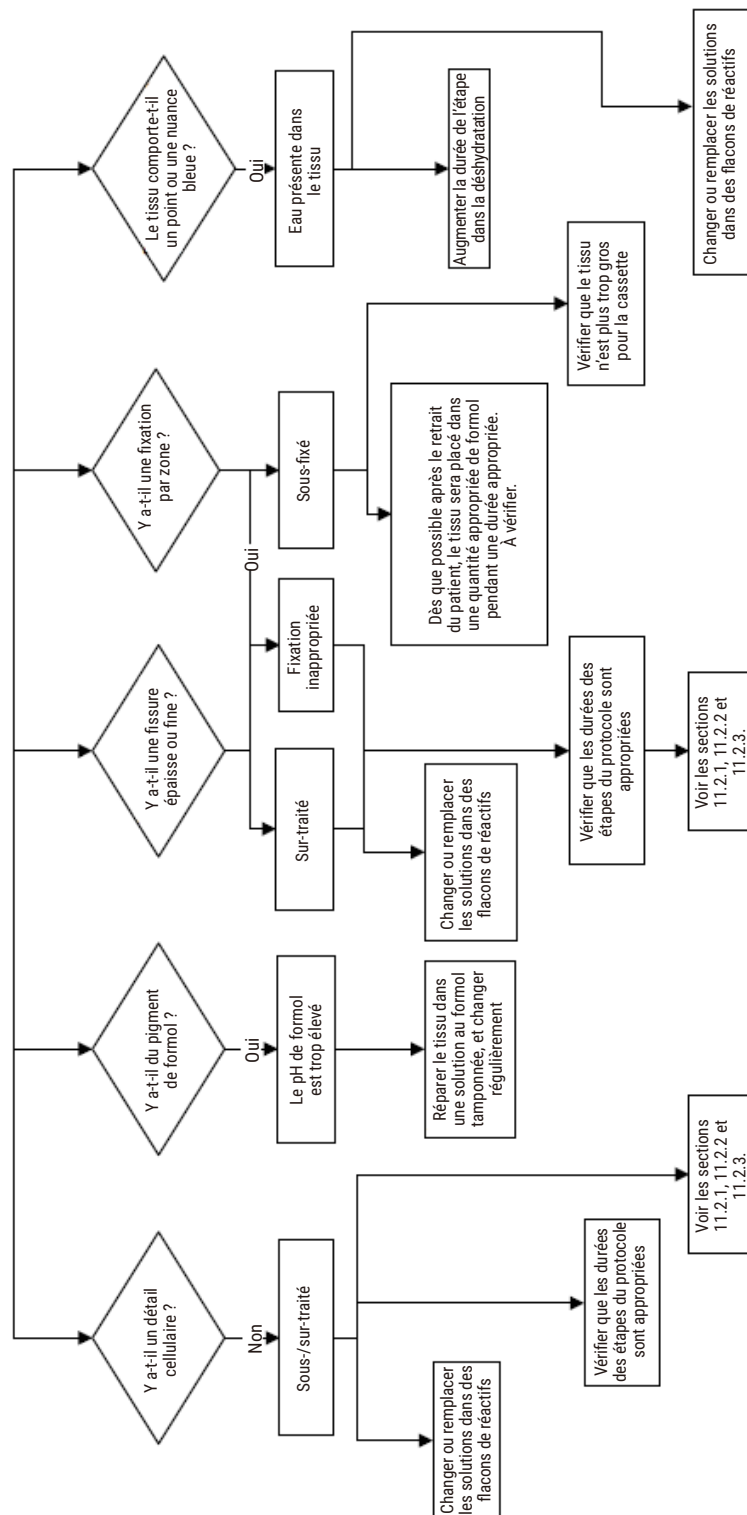 Y a-t-il un détail
cellulaire ?
Non
Sous-/sur-traité
Changer ou remplacer
les solutions dans des
flacons de réactifs
Vérifier que les durées
des étapes du protocole
sont appropriées
Voir les sections
11.2.1, 11.2.2 et
11.2.3.
Y a-t-il du pigment
de formol ?
Oui
Le pH de formol
est trop élevé
Réparer le tissu dans
une solution au formol
tamponnée, et changer
régulièrement
Y a-t-il une fissure
épaisse ou fine ?
Oui
Sur-traité
Fixation
inappropriée
Changer ou remplacer
les solutions dans des
flacons de réactifs
Vérifier que les durées des
étapes du protocole sont
appropriées
Voir les sections
11.2.1, 11.2.2 et
11.2.3.
Y a-t-il une fixation
par zone ?
Sous-fixé
Dès que possible après le retrait
du patient, le tissu sera placé dans
une quantité appropriée de formol
pendant une durée appropriée.
À vérifier.
Vérifier que le tissu
n'est plus trop gros
pour la cassette
Le tissu comporte-t-il
un point ou une nuance
bleue ?
Oui
Eau présente dans
le tissu
Augmenter la durée de l'étape
dans la déshydratation
Changer ou remplacer les solutions
dans des flacons de réactifs